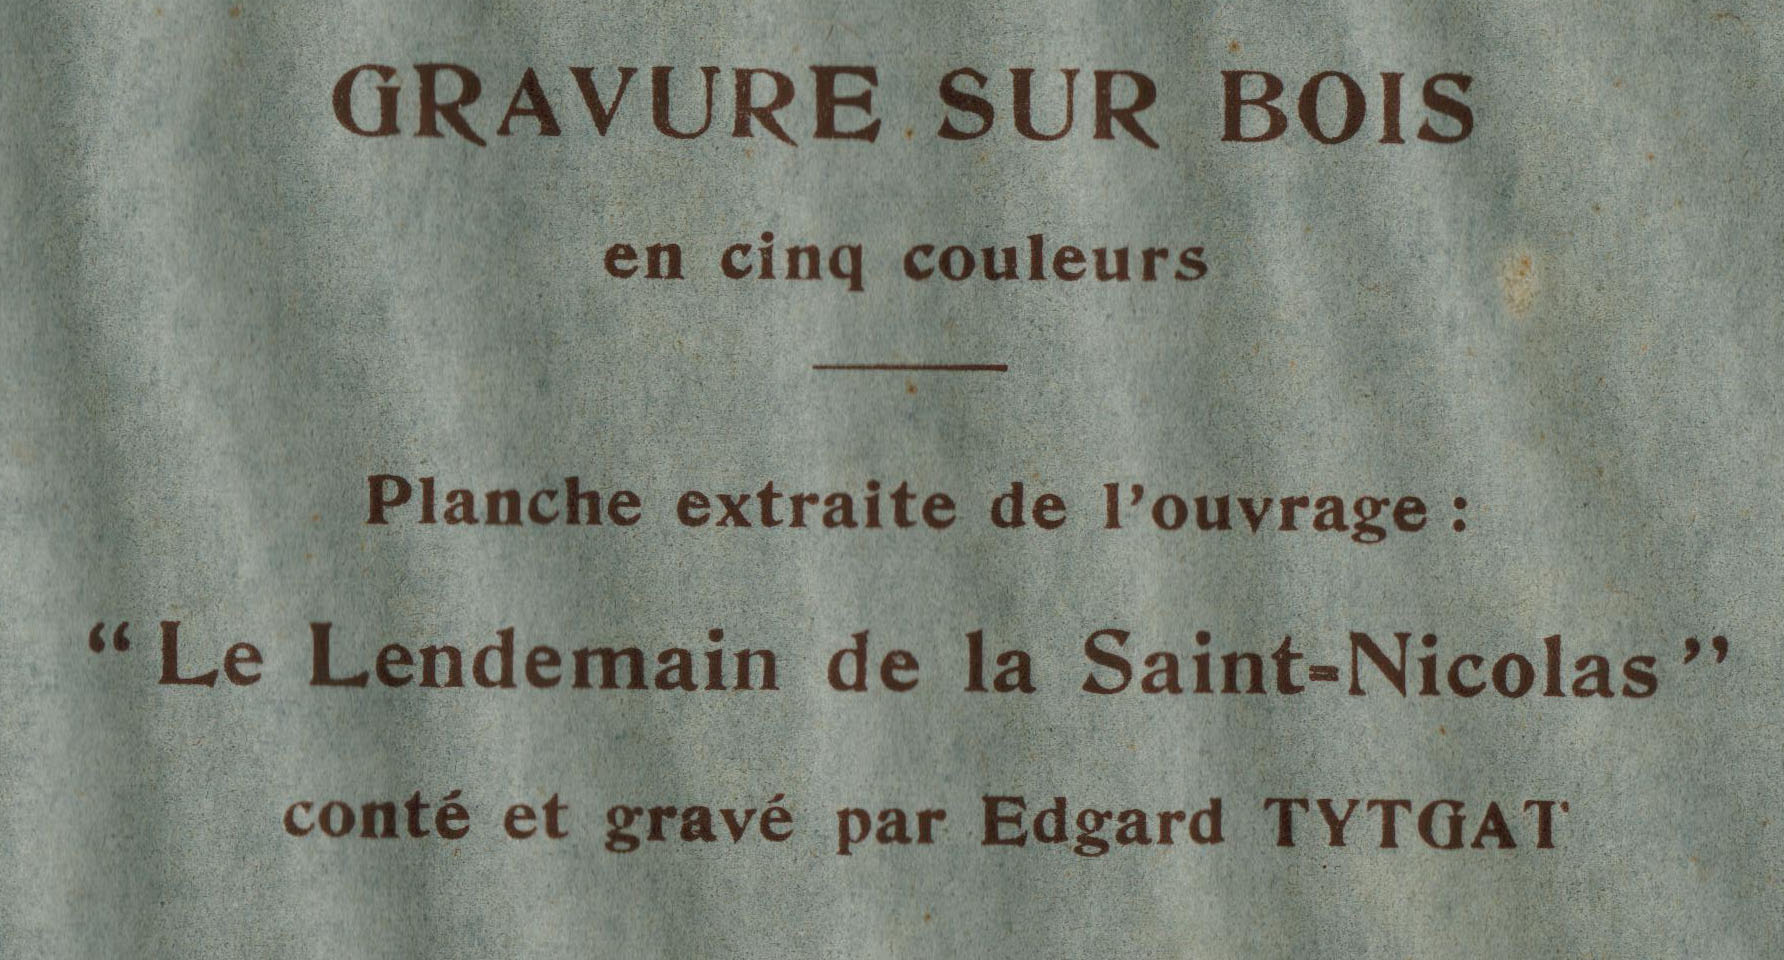 GRAVURE SUR BOIS
en cinq couleurs
Planche extraite de l'ouvrage :
“ Le Lendemain de la Saint=Nicolas ”
conté et gravé par Edgard TYTGAT